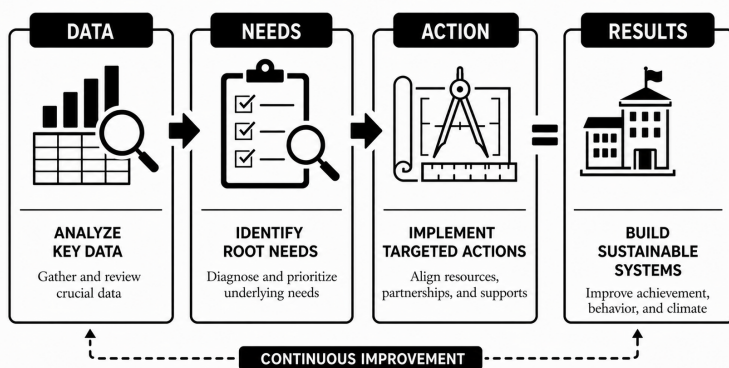 DATA
ANALYZE
KEY DATA
Gather and review
crucial data
NEEDS
IDENTIFY
ROOT NEEDS
Diagnose and prioritize
underlying needs
ACTION
IMPLEMENT
TARGETED ACTIONS
Align resources,
partnerships, and supports
RESULTS
BUILD
SUSTAINABLE
SYSTEMS
Improve achievement,
behavior, and climate
CONTINUOUS IMPROVEMENT